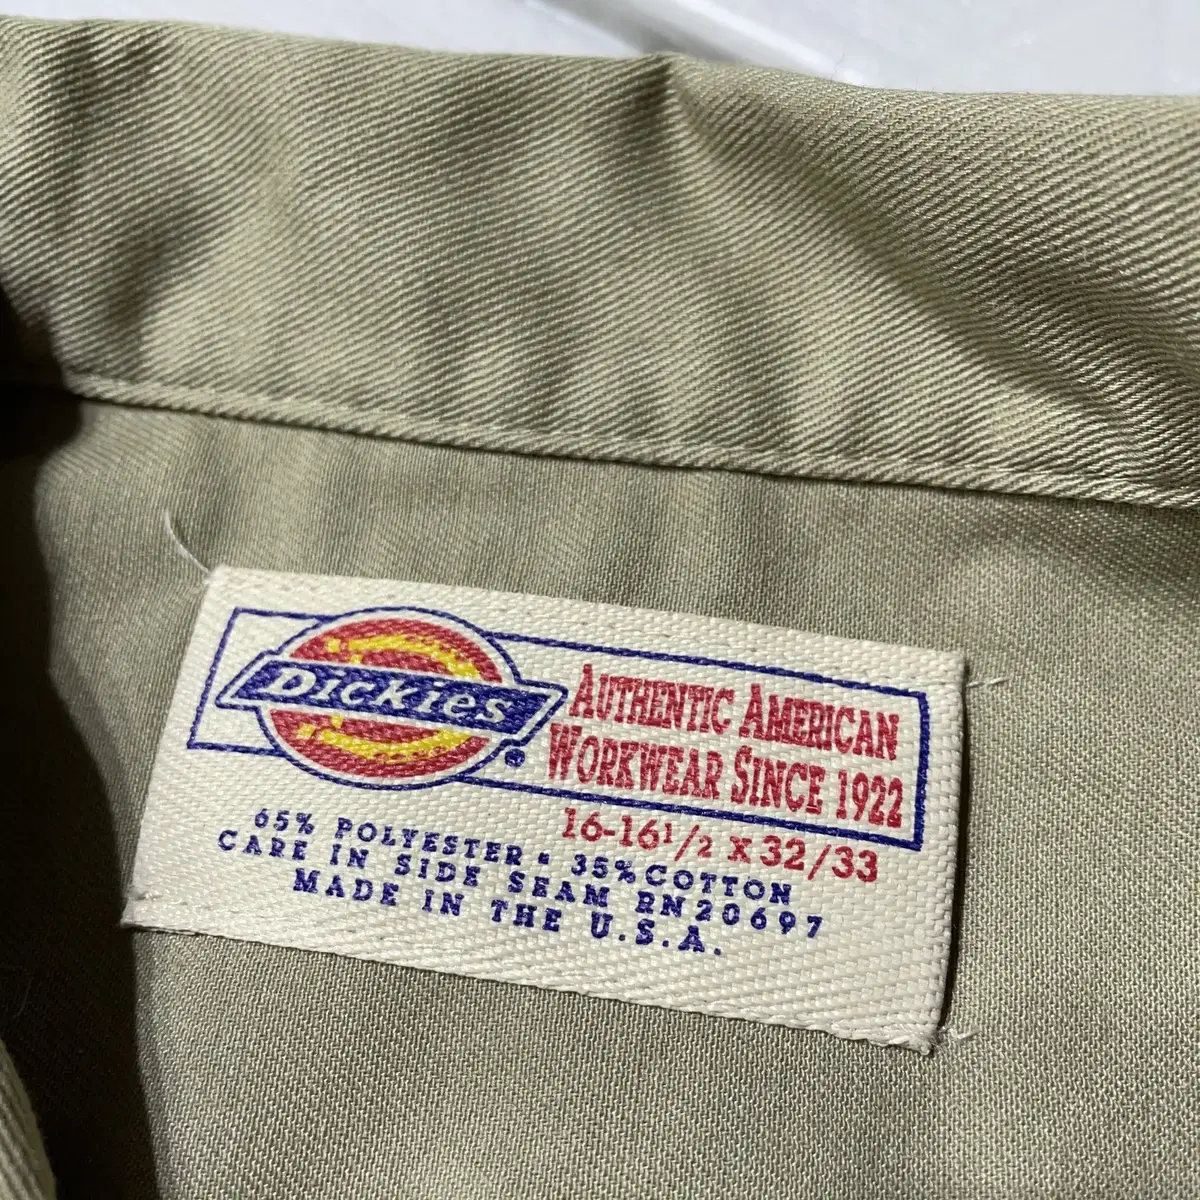 Dickies ®
AUTHENTIC AMERICAN
WORKWEAR SINCE 1922
16-16 1/2 X 32/33
65% POLYESTER • 35% COTTON
CARE IN SIDE SEAM RN20697
MADE IN THE U.S.A.